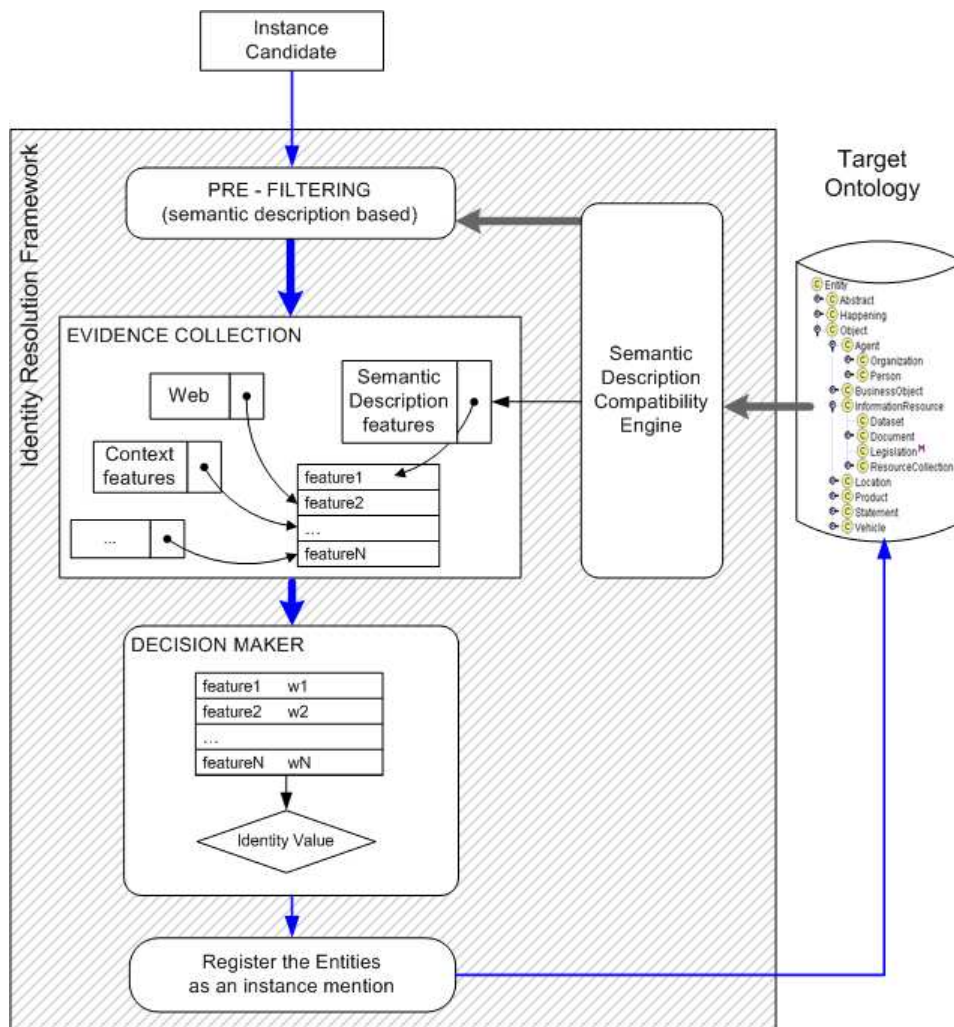 Instance
Candidate
Identity Resolution Framework
PRE - FILTERING
(semantic description based)
EVIDENCE COLLECTION
Web
Context
features
...
Semantic
Description
features
feature1
feature2
...
featureN
Semantic
Description
Compatibility
Engine
Target
Ontology
C Entity
C Abstract
C Happening
C Object
C Agent
C Organization
C Person
C BusinessObject
C InformationResource
C Dataset
C Document
C Legislation M
C ResourceCollection
C Location
C Product
C Statement
C Vehicle
DECISION MAKER
feature1 w1
feature2 w2
...
featureN wN
Identity Value
Register the Entities
as an instance mention